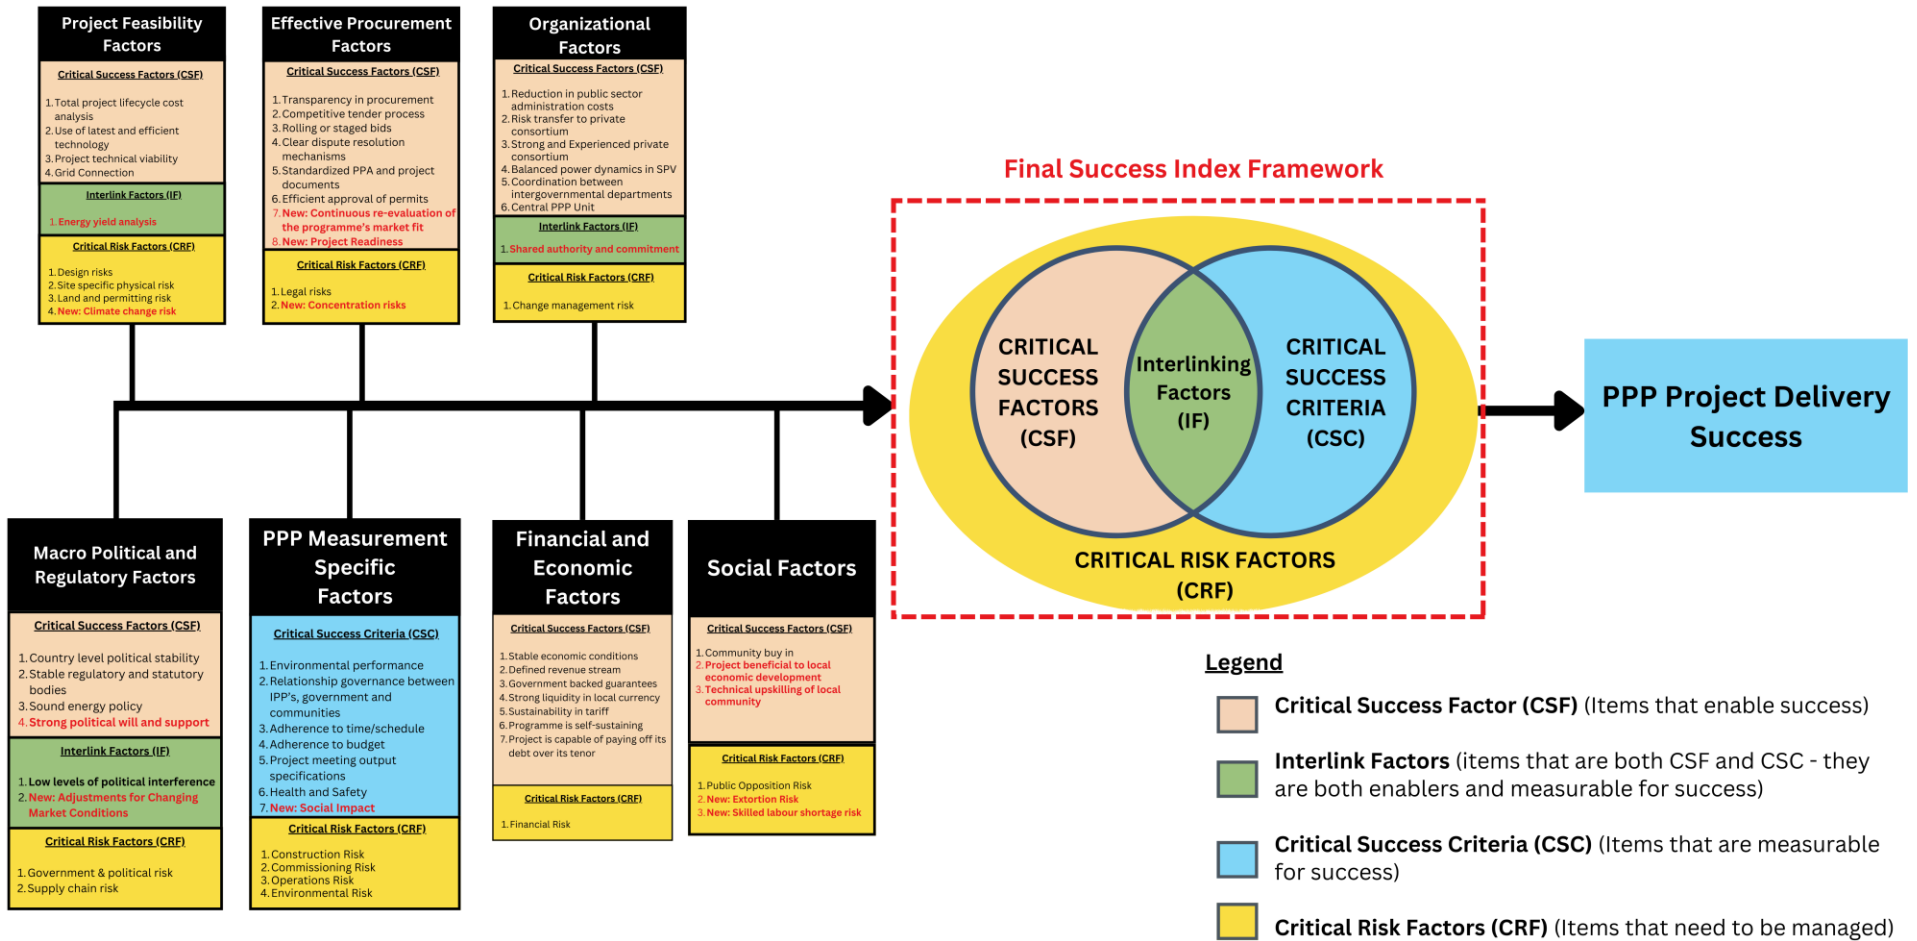 Project Feasibility
Factors
Critical Success Factors (CSF)
1. Total project lifecycle cost
analysis
2. Use of latest and efficient
technology
3. Project technical viability
4. Grid Connection
Interlink Factors (IF)
1. Energy yield analysis
Critical Risk Factors (CRF)
1. Design risks
2. Site specific physical risk
3. Land and permitting risk
4. New: Climate change risk
Effective Procurement
Factors
Critical Success Factors (CSF)
1. Transparency in procurement
2. Competitive tender process
3. Rolling or staged bids
4. Clear dispute resolution
mechanisms
5. Standardized PPA and project
documents
6. Efficient approval of permits
7. New: Continuous re-evaluation of
the programme's market fit
8. New: Project Readiness
Critical Risk Factors (CRF)
1. Legal risks
2. New: Concentration risks
Organizational
Factors
Critical Success Factors (CSF)
1. Reduction in public sector
administration costs
2. Risk transfer to private
consortium
3. Strong and Experienced private
consortium
4. Balanced power dynamics in SPV
5. Coordination between
intergovernmental departments
6. Central PPP Unit
Interlink Factors (IF)
1. Shared authority and commitment
Critical Risk Factors (CRF)
1. Change management risk
Macro Political and
Regulatory Factors
Critical Success Factors (CSF)
1. Country level political stability
2. Stable regulatory and statutory
bodies
3. Sound energy policy
4. Strong political will and support
Interlink Factors (IF)
1. Low levels of political interference
2. New: Adjustments for Changing
Market Conditions
Critical Risk Factors (CRF)
1. Government & political risk
2. Supply chain risk
PPP Measurement
Specific
Factors
Critical Success Criteria (CSC)
1. Environmental performance
2. Relationship governance between
IPP's, government and
communities
3. Adherence to time/schedule
4. Adherence to budget
5. Project meeting output
specifications
6. Health and Safety
7. New: Social Impact
Critical Risk Factors (CRF)
1. Construction Risk
2. Commissioning Risk
3. Operations Risk
4. Environmental Risk
Financial and
Economic
Factors
Critical Success Factors (CSF)
1. Stable economic conditions
2. Defined revenue stream
3. Government backed guarantees
4. Strong liquidity in local currency
5. Sustainability in tariff
6. Programme is self-sustaining
7. Project is capable of paying off its
debt over its tenor
Critical Risk Factors (CRF)
1. Financial Risk
Social Factors
Critical Success Factors (CSF)
1. Community buy in
2. Project beneficial to local
economic development
3. Technical upskilling of local
community
Critical Risk Factors (CRF)
1. Public Opposition Risk
2. New: Extortion Risk
3. New: Skilled labour shortage risk
Final Success Index Framework
CRITICAL
SUCCESS
FACTORS
(CSF)
Interlinking
Factors
(IF)
CRITICAL
SUCCESS
CRITERIA
(CSC)
CRITICAL RISK FACTORS
(CRF)
PPP Project Delivery
Success
Legend
Critical Success Factor (CSF) (Items that enable success)
Interlink Factors (items that are both CSF and CSC - they
are both enablers and measurable for success)
Critical Success Criteria (CSC) (Items that are measurable
for success)
Critical Risk Factors (CRF) (Items that need to be managed)